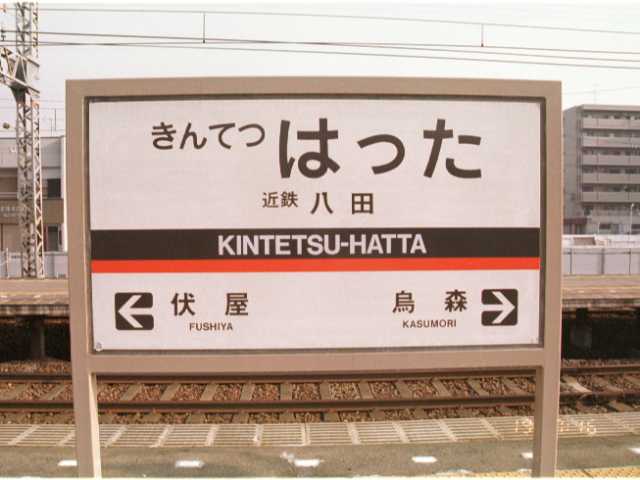 きんてつ はった
近鉄 八田
KINTETSU-HATTA
伏屋 烏森
FUSHIYA KASUMORI